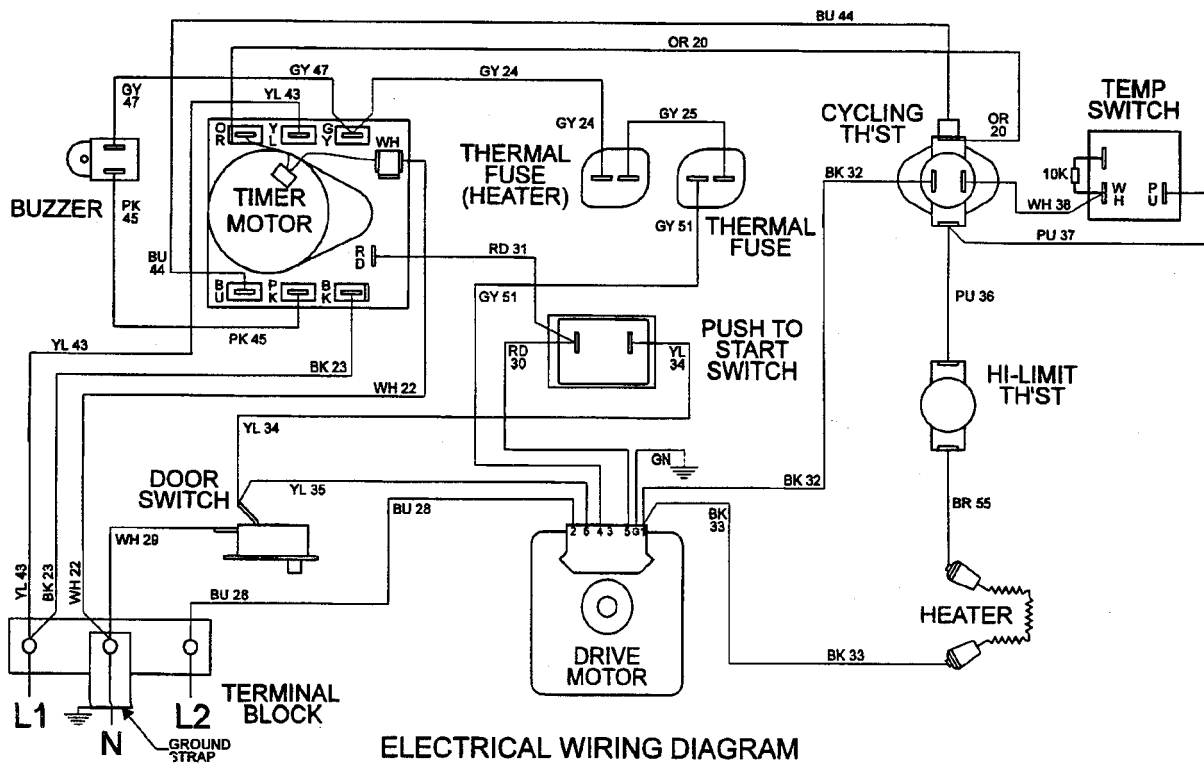 BU 44
OR 20
GY 47
GY 24
GY
47
YL 43
GY 24
GY 25
CYCLING
TH'ST
OR
20
TEMP
SWITCH
O
R
Y
L
G
Y
WH
THERMAL
FUSE
(HEATER)
BK 32
10K
W
H
P
U
BUZZER
TIMER
MOTOR
PK
45
WH 38
GY 51
THERMAL
FUSE
PU 37
BU
44
R
D
RD 31
B
U
P
K
B
K
GY 51
PU 36
PK 45
YL 43
BK 23
RD
30
YL
34
PUSH TO
START
SWITCH
HI-LIMIT
TH'ST
WH 22
YL 34
GN
DOOR
SWITCH
YL 35
BK 32
BU 28
BK
33
BR 55
2 6 4 3 5 G 1
WH 29
YL 43
BK 23
WH 22
BU 28
HEATER
DRIVE
MOTOR
BK 33
TERMINAL
BLOCK
L1
N
L2
GROUND
STRAP
ELECTRICAL WIRING DIAGRAM